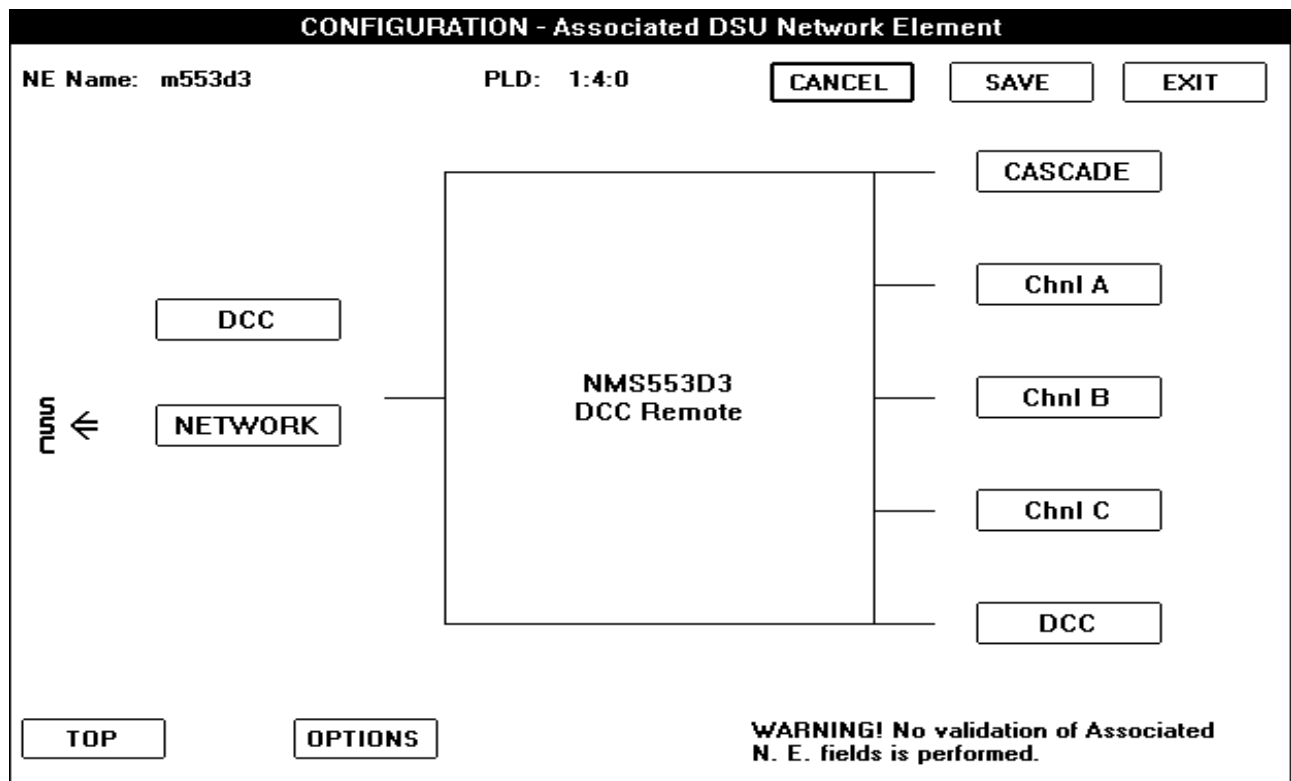 CONFIGURATION - Associated DSU Network Element
NE Name: m553d3 PLD: 1:4:0 CANCEL SAVE EXIT
CASCADE
Chnl A
DCC
NMS553D3
DCC Remote
Chnl B
NETWORK
Chnl C
DCC
TOP OPTIONS
WARNING! No validation of Associated
N. E. fields is performed.